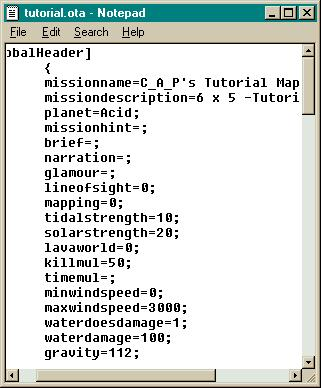 tutorial.ota - Notepad
File Edit Search Help
obalHeader]
{
missionname=C_A_P's Tutorial Map
missiondescription=6 x 5 -Tutori
planet=Acid;
missionhint=;
brief=;
narration=;
glamour=;
lineofsight=0;
mapping=0;
tidalstrength=10;
solarstrength=20;
lavaworld=0;
killmul=50;
timemul=;
minwindspeed=0;
maxwindspeed=3000;
waterdoesdamage=1;
waterdamage=100;
gravity=112;